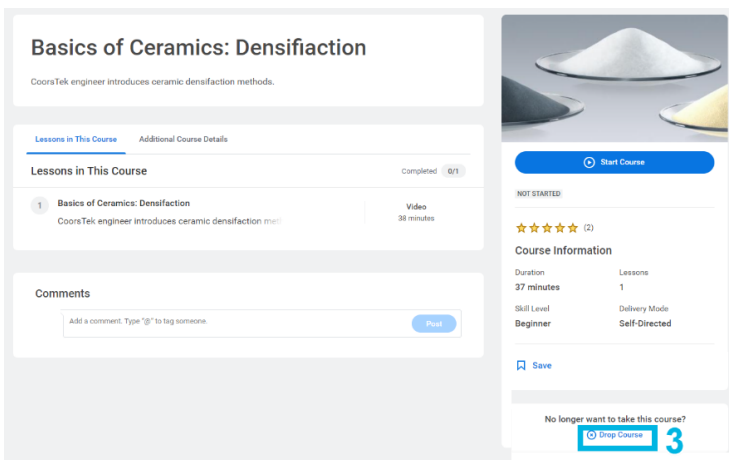 Basics of Ceramics: Densifiaction
CooraTek engineer introduces ceramic densifaction methods.
Lessons in This Course Additional Course Details
Lessons in This Course Completed 0/1
1 Basics of Ceramics: Densifaction
CoorsTek engineer introduces ceramic densifaction
Video
38 minutes
Comments
Add a comment. Type "@" to tag someone.
Post
Start Course
NOT STARTED
(2)
Course Information
Duration Lessons
37 minutes 1
Skill Level Delivery Mode
Beginner Self-Directed
Save
No longer want to take this course?
Drop Course 3